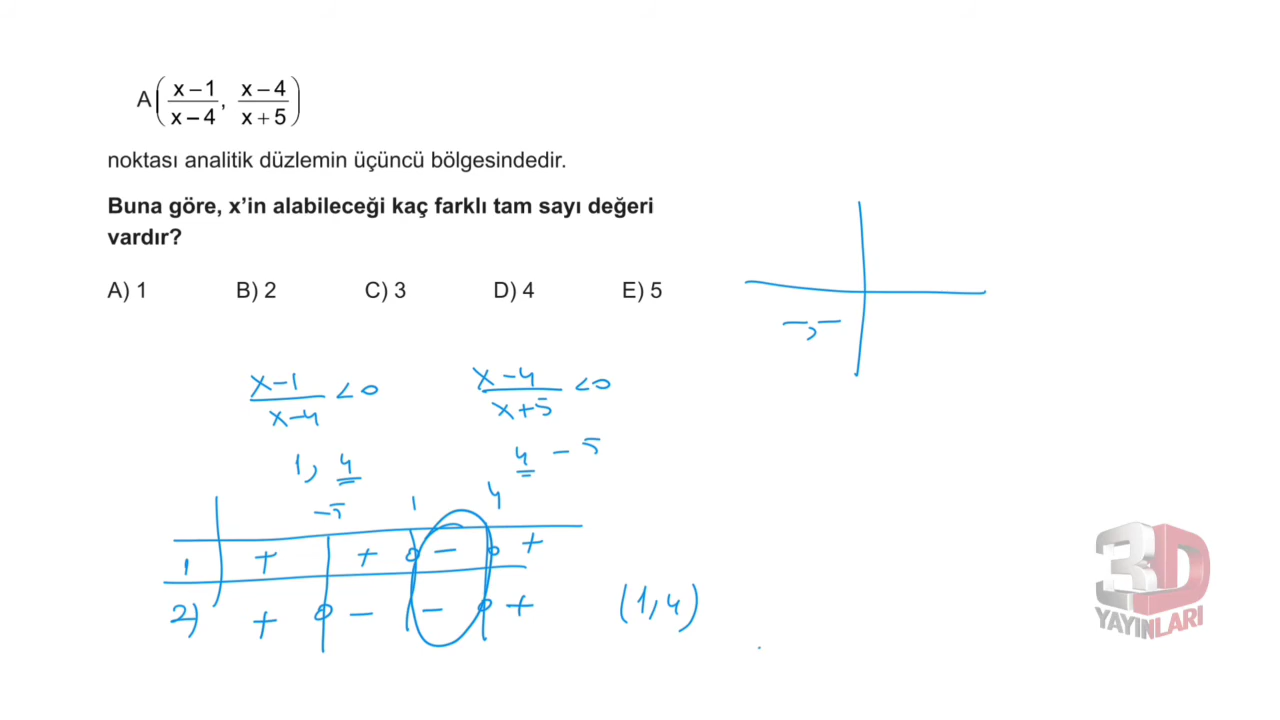 A(x–1/x–4, x–4/x+5)
noktası analitik düzlemin üçüncü bölgesindedir.
Buna göre, x'in alabileceği kaç farklı tam sayı değeri
vardır?
A) 1 B) 2 C) 3 D) 4 E) 5
–,–
x–1/x–4 <0 x–4/x+5 <0
1, 4 4 –5
–5 1 4
1 + + 0 – 0 +
2) + 0 – – 0 + (1,4)
3D
YAYINLARI